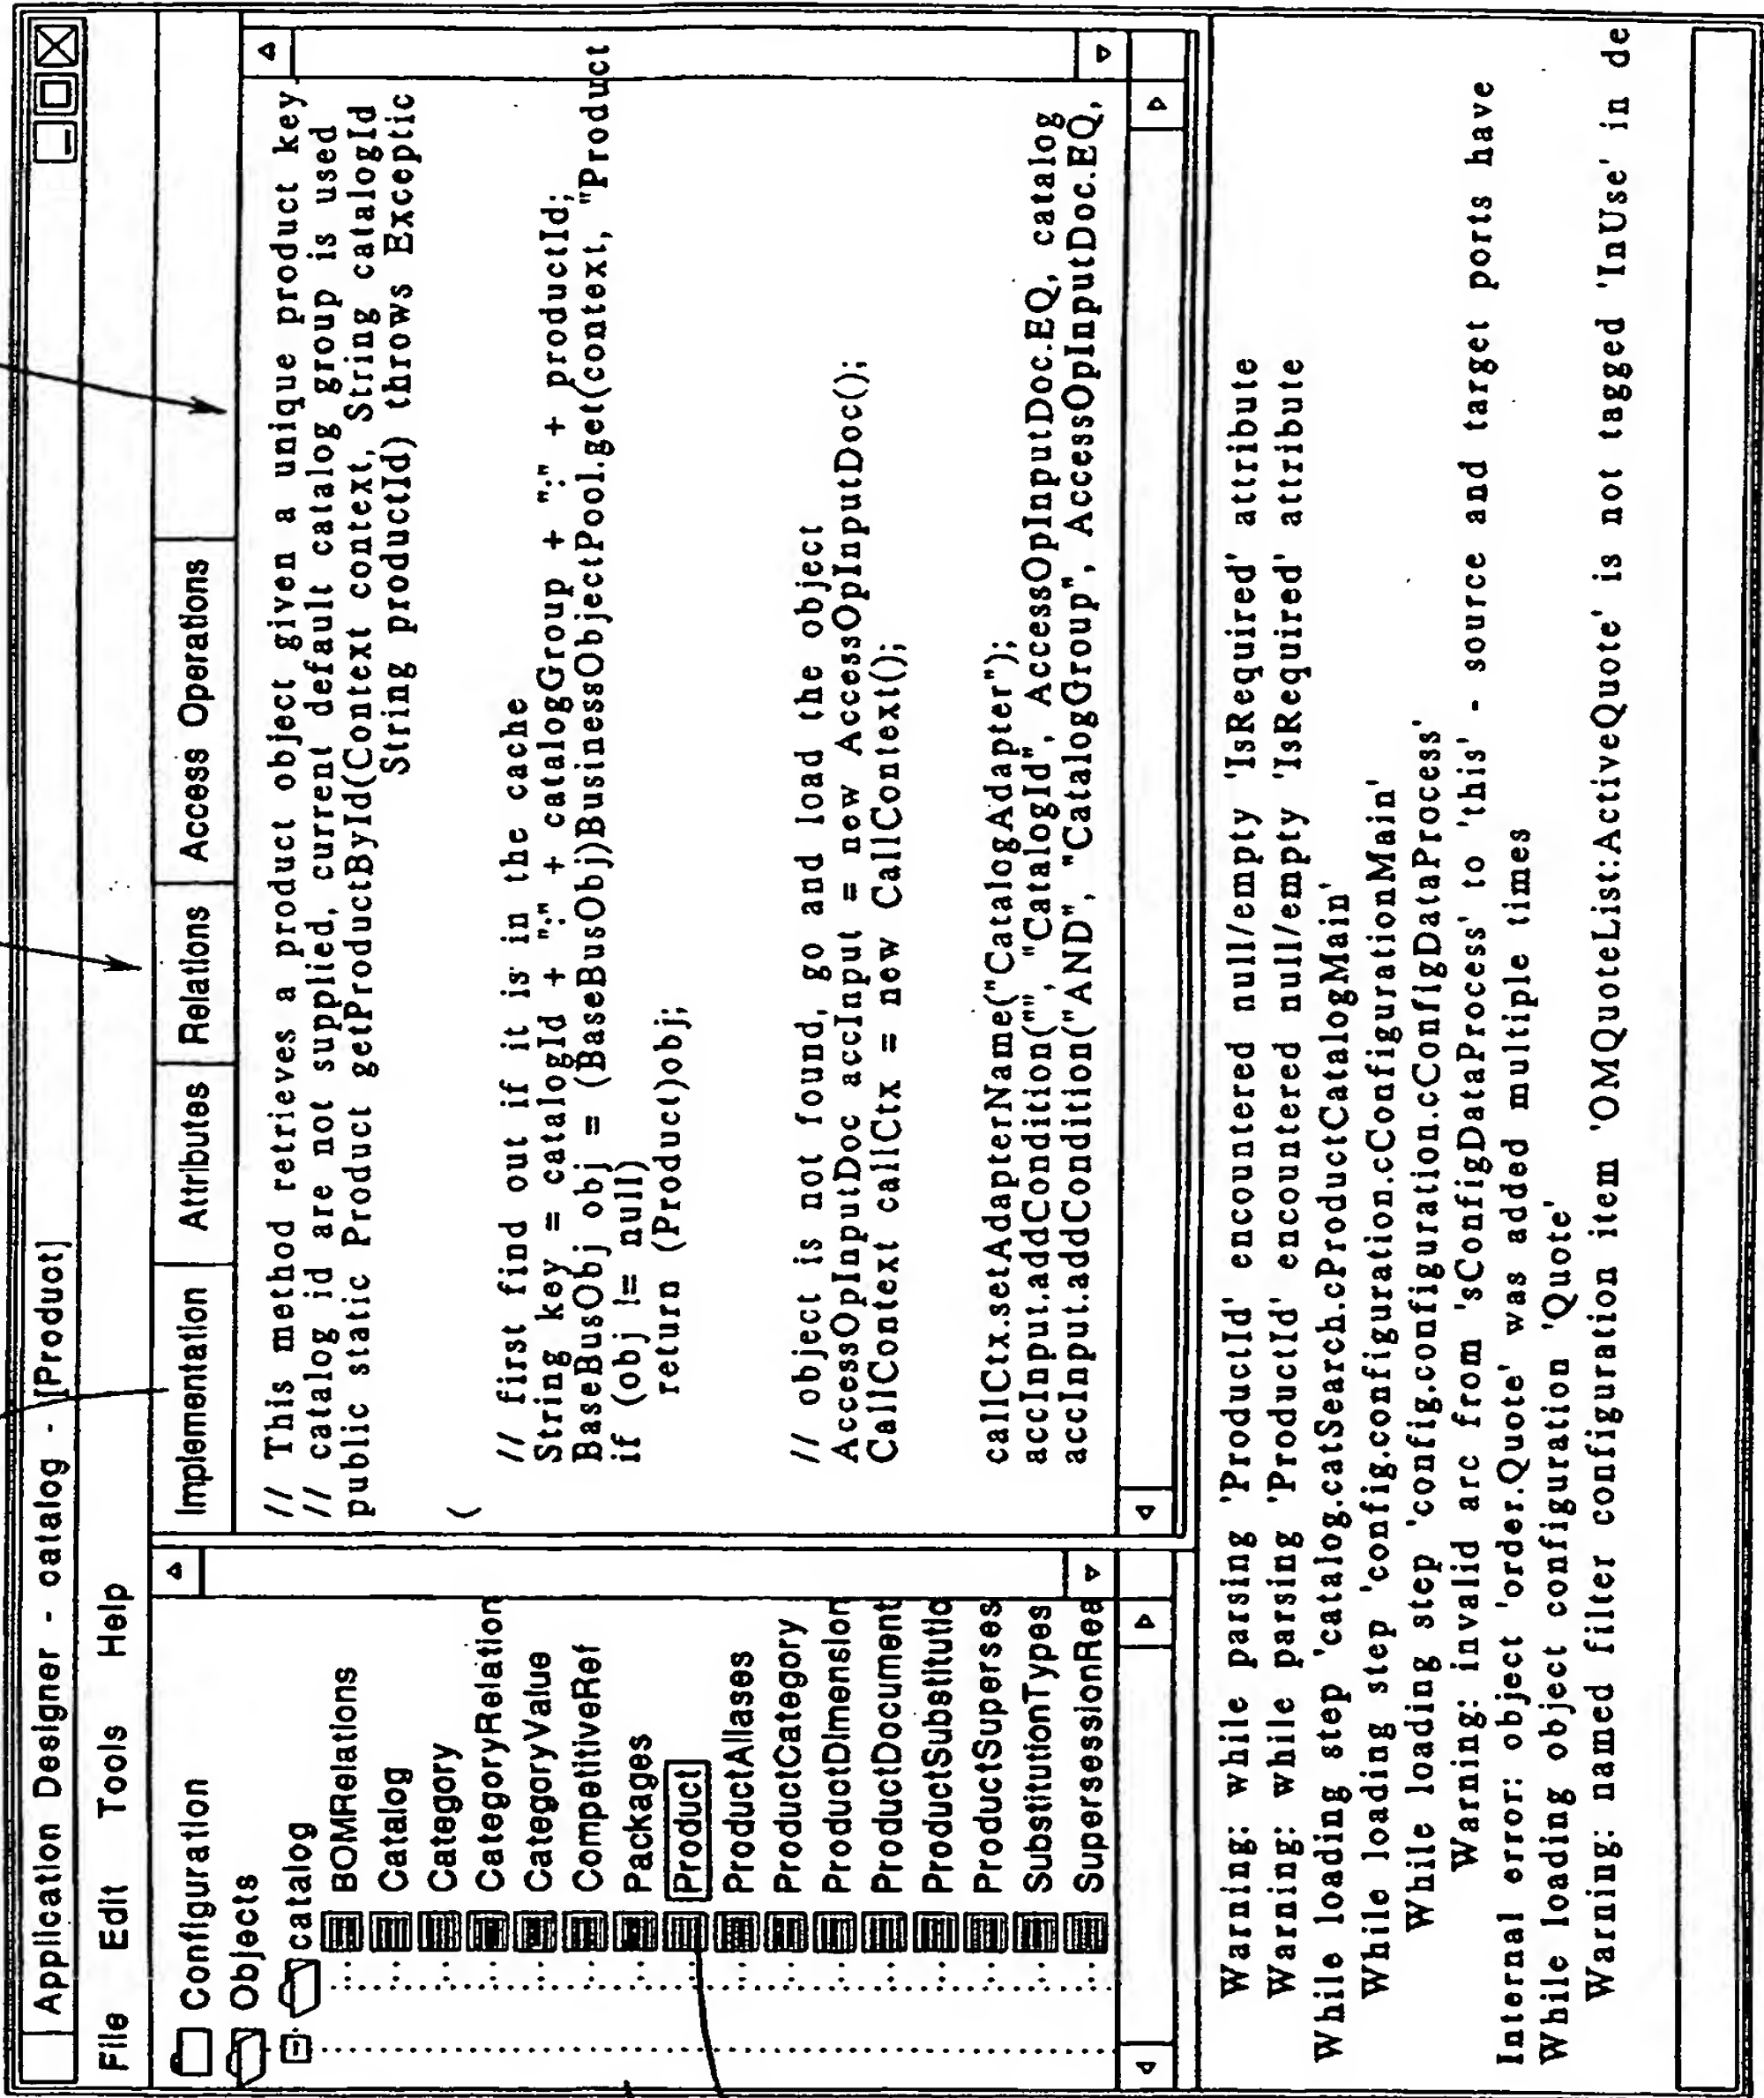 Application Designer - catalog - [Product]
File Edit Tools Help
Configuration
Objects
catalog
BOMRelations
Catalog
Category
CategoryRelation
CategoryValue
CompetitiveRef
Packages
Product
ProductAliases
ProductCategory
ProductDimension
ProductDocument
ProductSubstitutio
ProductSuperses
SubstitutionTypes
SupersessionRea
Implementation Attributes Relations Access Operations
// This method retrieves a product object given a unique product key.
// catalog id are not supplied, current default catalog group is used
public static Product getProductById(Context context, String catalogId
String productId) throws Exceptic
(
// first find out if it is in the cache
String key = catalogId + ":" + catalogGroup + ":" + productId;
BaseBusObj obj = (BaseBusObj)BusinessObjectPool.get(context, "Product
if (obj != null)
return (Product)obj;
// object is not found, go and load the object
AccessOpInputDoc accInput = new AccessOpInputDoc();
CallContext callCtx = new CallContext();
callCtx.setAdapterName("CatalogAdapter");
accInput.addCondition("", "CatalogId", AccessOpInputDoc.EQ, catalog
accInput.addCondition("AND", "CatalogGroup", AccessOpInputDoc.EQ,
Warning: while parsing 'ProductId' encountered null/empty 'IsRequired' attribute
Warning: while parsing 'ProductId' encountered null/empty 'IsRequired' attribute
While loading step 'catalog.catSearch.cProductCatalogMain'
While loading step 'config.configuration.cConfigurationMain'
While loading step 'config.configuration.cConfigDataProcess'
Warning: invalid arc from 'sConfigDataProcess' to 'this' - source and target ports have
Internal error: object 'order.Quote' was added multiple times
While loading object configuration 'Quote'
Warning: named filter configuration item 'OMQuoteList:ActiveQuote' is not tagged 'InUse' in de